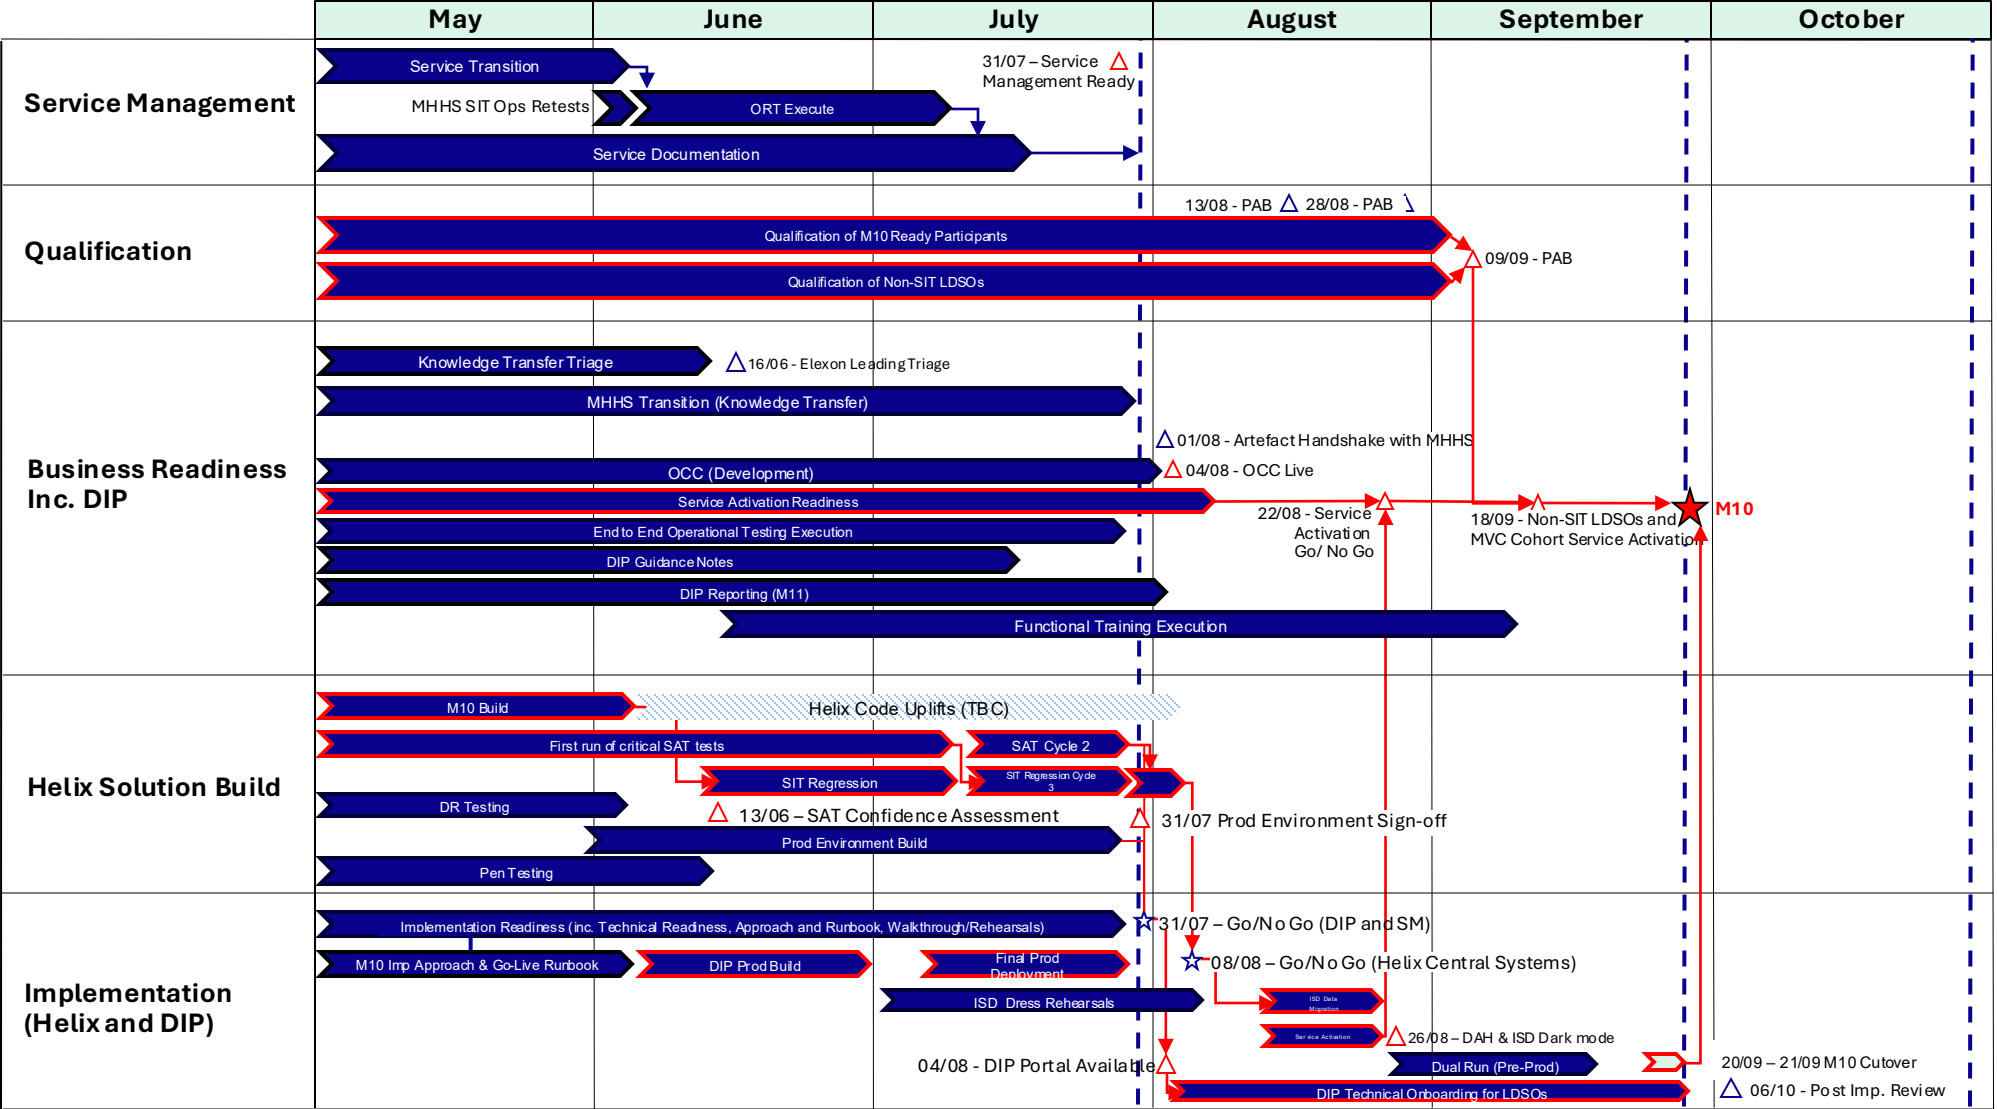 May
June
July
August
September
October
Service Management
Service Transition
31/07 – Service
Management Ready
MHHS SIT Ops Retests
ORT Execute
Service Documentation
Qualification
13/08 - PAB
28/08 - PAB
Qualification of M10 Ready Participants
09/09 - PAB
Qualification of Non-SIT LDSOs
Business Readiness
Inc. DIP
Knowledge Transfer Triage
16/06 - Elexon Leading Triage
MHHS Transition (Knowledge Transfer)
01/08 - Artefact Handshake with MHHS
OCC (Development)
04/08 - OCC Live
Service Activation Readiness
22/08 - Service
Activation
Go/ No Go
18/09 - Non-SIT LDSOs and
MVC Cohort Service Activation
M10
End to End Operational Testing Execution
DIP Guidance Notes
DIP Reporting (M11)
Functional Training Execution
Helix Solution Build
M10 Build
Helix Code Uplifts (TBC)
First run of critical SAT tests
SAT Cycle 2
SIT Regression
SIT Regression Cycle
3
DR Testing
13/06 – SAT Confidence Assessment
31/07 Prod Environment Sign-off
Prod Environment Build
Pen Testing
Implementation
(Helix and DIP)
Implementation Readiness (inc. Technical Readiness, Approach and Runbook, Walkthrough/Rehearsals)
31/07 – Go/No Go (DIP and SM)
M10 Imp Approach & Go-Live Runbook
DIP Prod Build
Final Prod
Deployment
08/08 – Go/No Go (Helix Central Systems)
ISD Dress Rehearsals
ISD Data
Migration
Service Activation
26/08 – DAH & ISD Dark mode
04/08 - DIP Portal Available
Dual Run (Pre-Prod)
20/09 – 21/09 M10 Cutover
DIP Technical Onboarding for LDSOs
06/10 - Post Imp. Review